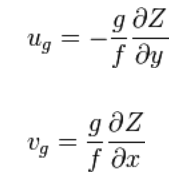 $u_g = -\frac{g}{f}\frac{\partial Z}{\partial y}$
$v_g = \frac{g}{f}\frac{\partial Z}{\partial x}$